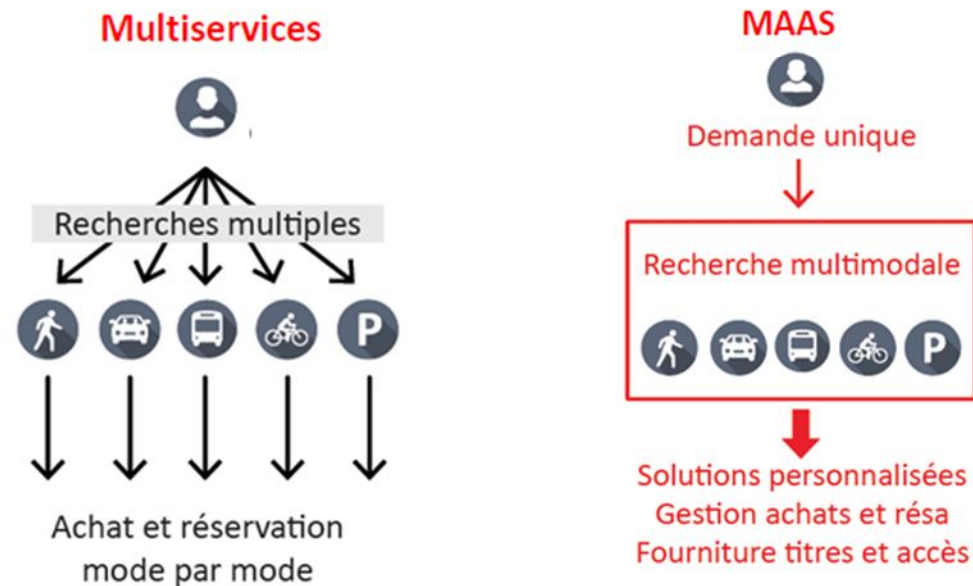 Multiservices
Recherches multiples
P
Achat et réservation
mode par mode
MAAS
Demande unique
Recherche multimodale
P
Solutions personnalisées
Gestion achats et résa
Fourniture titres et accès